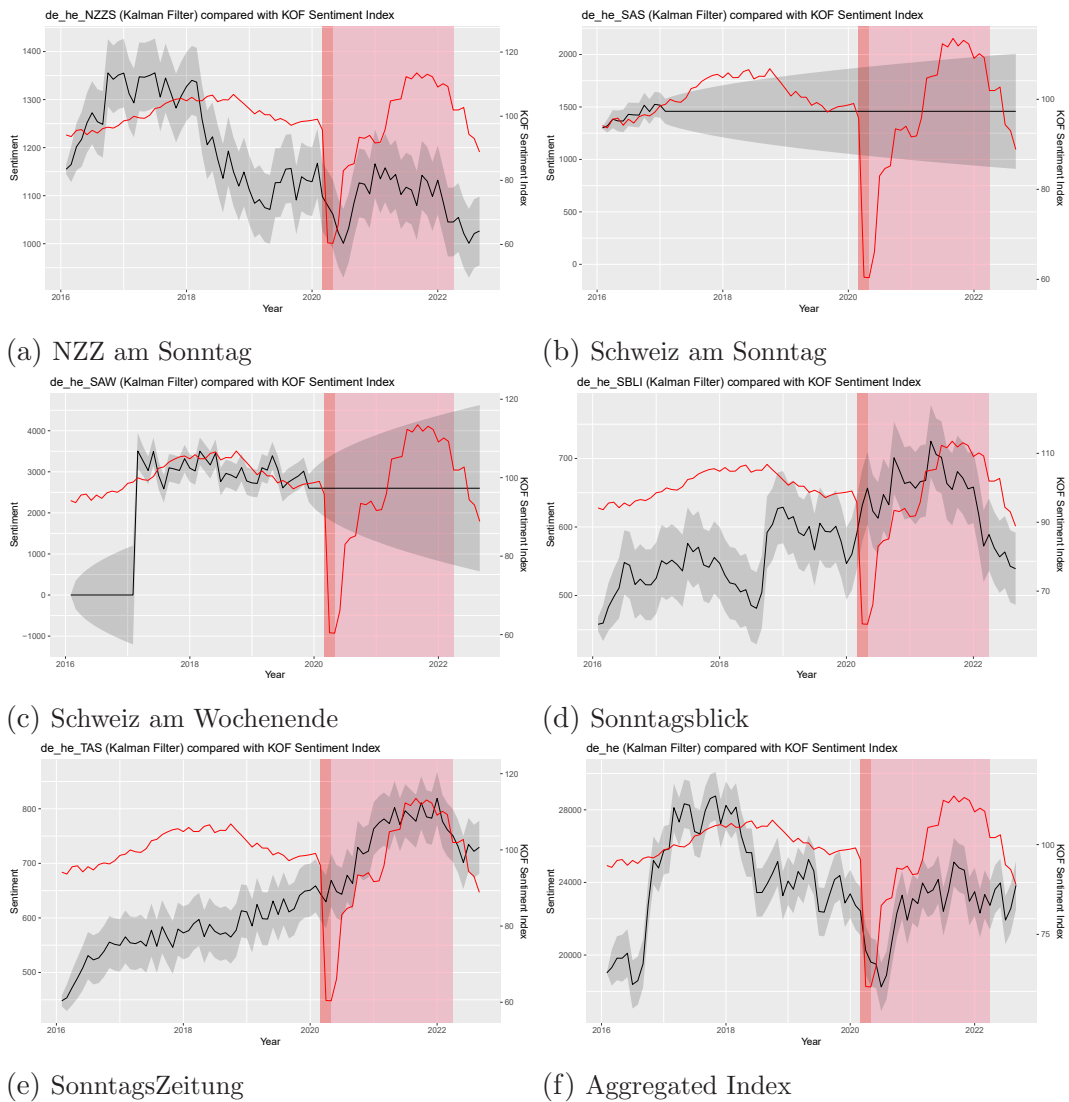 de_he_NZZS (Kalman Filter) compared with KOF Sentiment Index
1400
1300
1200
1100
1000
Sentiment
120
100
80
60
KOF Sentiment Index
2016
2018
2020
2022
Year
(a) NZZ am Sonntag
de_he_SAS (Kalman Filter) compared with KOF Sentiment Index
2000
1500
1000
500
0
Sentiment
100
80
60
KOF Sentiment Index
2016
2018
2020
2022
Year
(b) Schweiz am Sonntag
de_he_SAW (Kalman Filter) compared with KOF Sentiment Index
4000
3000
2000
1000
0
−1000
Sentiment
120
100
80
60
KOF Sentiment Index
2016
2018
2020
2022
Year
(c) Schweiz am Wochenende
de_he_SBLI (Kalman Filter) compared with KOF Sentiment Index
700
600
500
Sentiment
110
90
70
KOF Sentiment Index
2016
2018
2020
2022
Year
(d) Sonntagsblick
de_he_TAS (Kalman Filter) compared with KOF Sentiment Index
800
700
600
500
Sentiment
120
100
80
60
KOF Sentiment Index
2016
2018
2020
2022
Year
(e) SonntagsZeitung
de_he (Kalman Filter) compared with KOF Sentiment Index
28000
24000
20000
Sentiment
100
75
KOF Sentiment Index
2016
2018
2020
2022
Year
(f) Aggregated Index